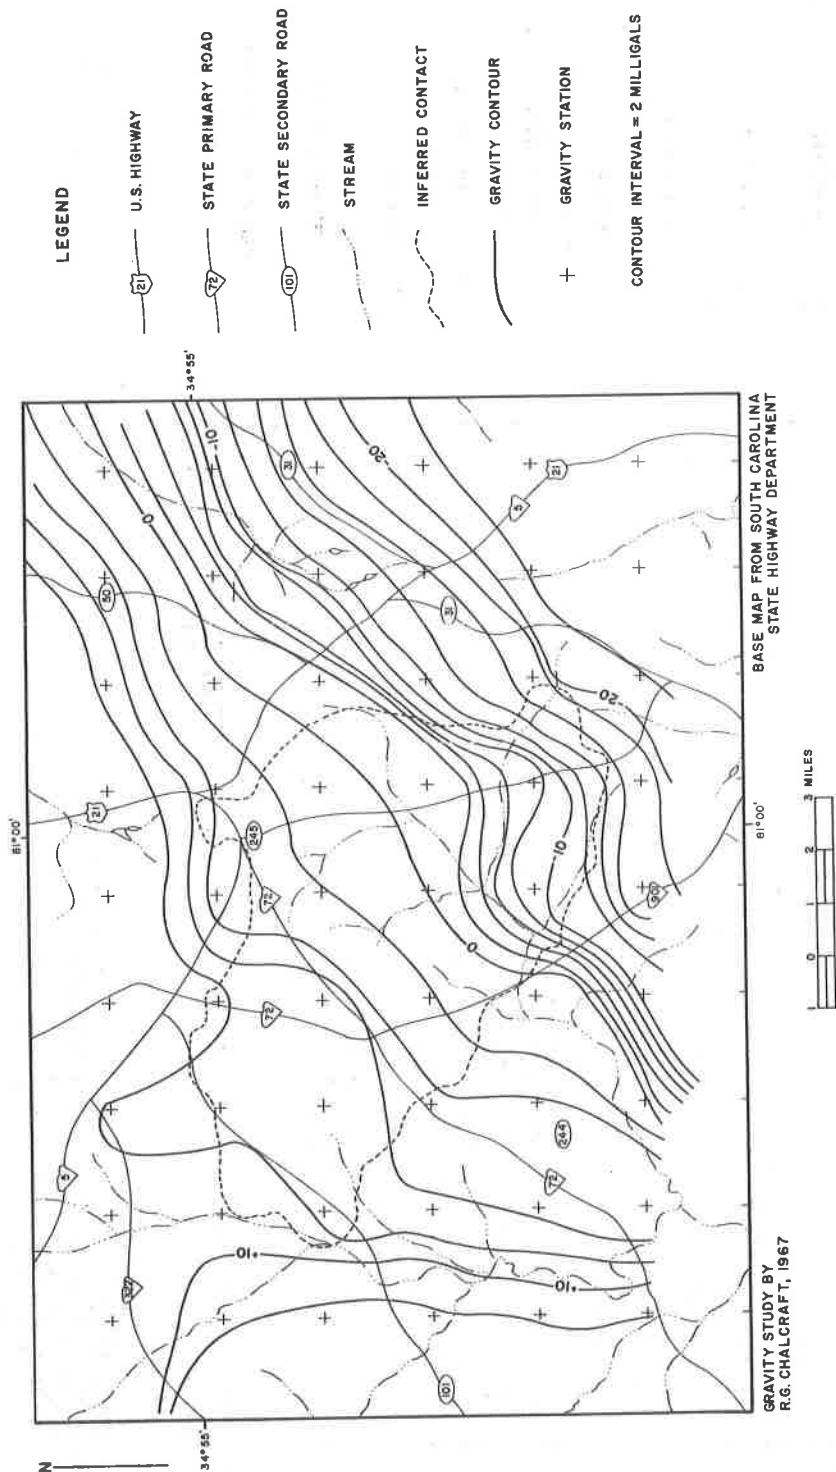 LEGEND
21 U.S. HIGHWAY
72 STATE PRIMARY ROAD
101 STATE SECONDARY ROAD
STREAM
INFERRED CONTACT
GRAVITY CONTOUR
+ GRAVITY STATION
CONTOUR INTERVAL = 2 MILLIGALS
N
81°00'
34°55'
34°55'
81°00'
5
322
101
+10
+10
72
72
72
244
245
21
50
0
0
-10
-10
31
31
-20
20
5
21
901
GRAVITY STUDY BY
R.G. CHALCRAFT, 1967
BASE MAP FROM SOUTH CAROLINA
STATE HIGHWAY DEPARTMENT
1 0 1 2 3 MILES